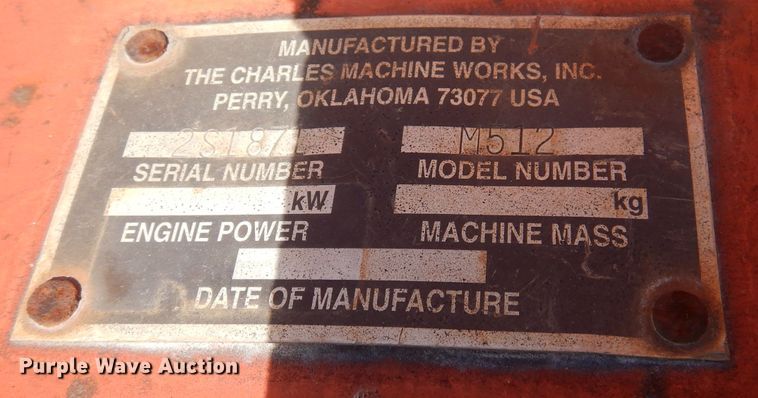 MANUFACTURED BY
THE CHARLES MACHINE WORKS, INC.
PERRY, OKLAHOMA 73077 USA
M512
SERIAL NUMBER MODEL NUMBER
kW kg
ENGINE POWER MACHINE MASS
DATE OF MANUFACTURE
Purple Wave Auction